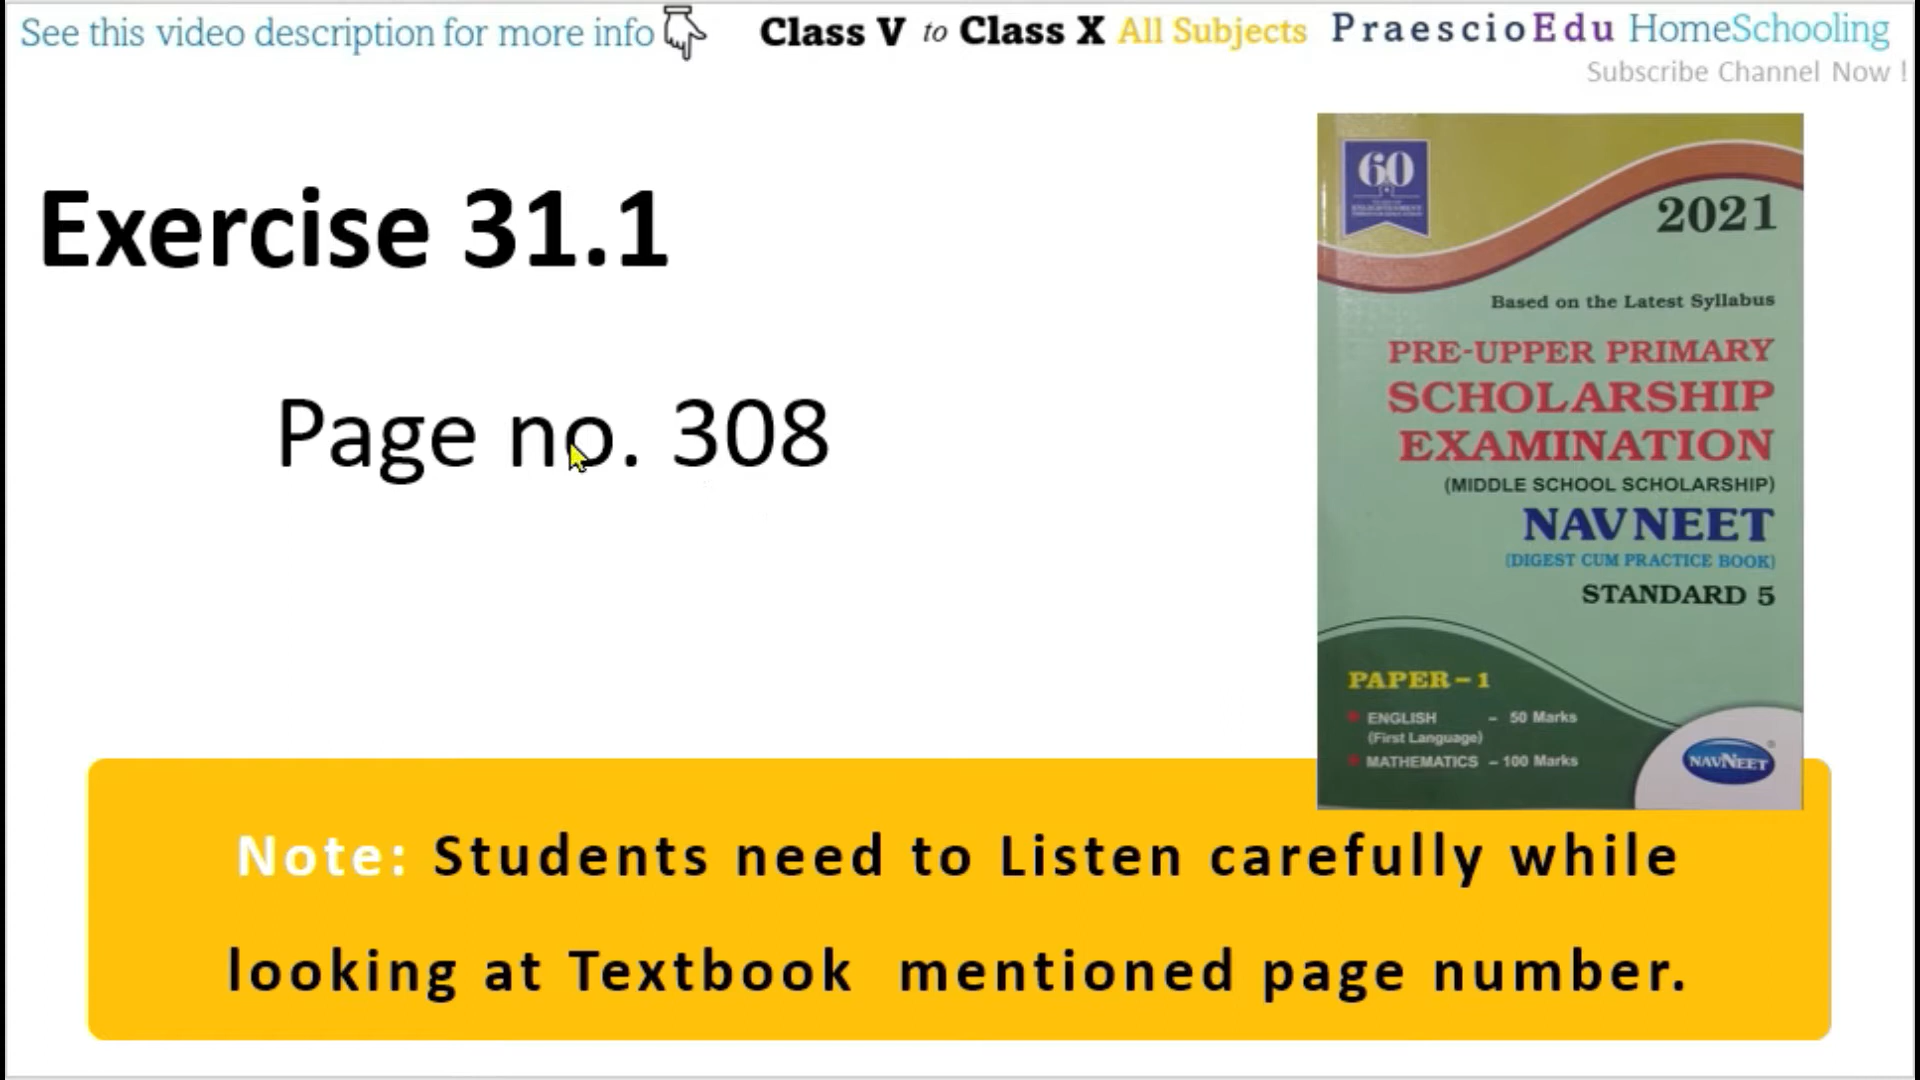 See this video description for more info
Class V to Class X All Subjects
PraescioEdu HomeSchooling
Subscribe Channel Now !
Exercise 31.1
Page no. 308
60
2021
Based on the Latest Syllabus
PRE-UPPER PRIMARY
SCHOLARSHIP
EXAMINATION
(MIDDLE SCHOOL SCHOLARSHIP)
NAVNEET
(DIGEST CUM PRACTICE BOOK)
STANDARD 5
PAPER – 1
ENGLISH – 50 Marks
(First Language)
MATHEMATICS – 100 Marks
NAVNEET
Note: Students need to Listen carefully while
looking at Textbook mentioned page number.